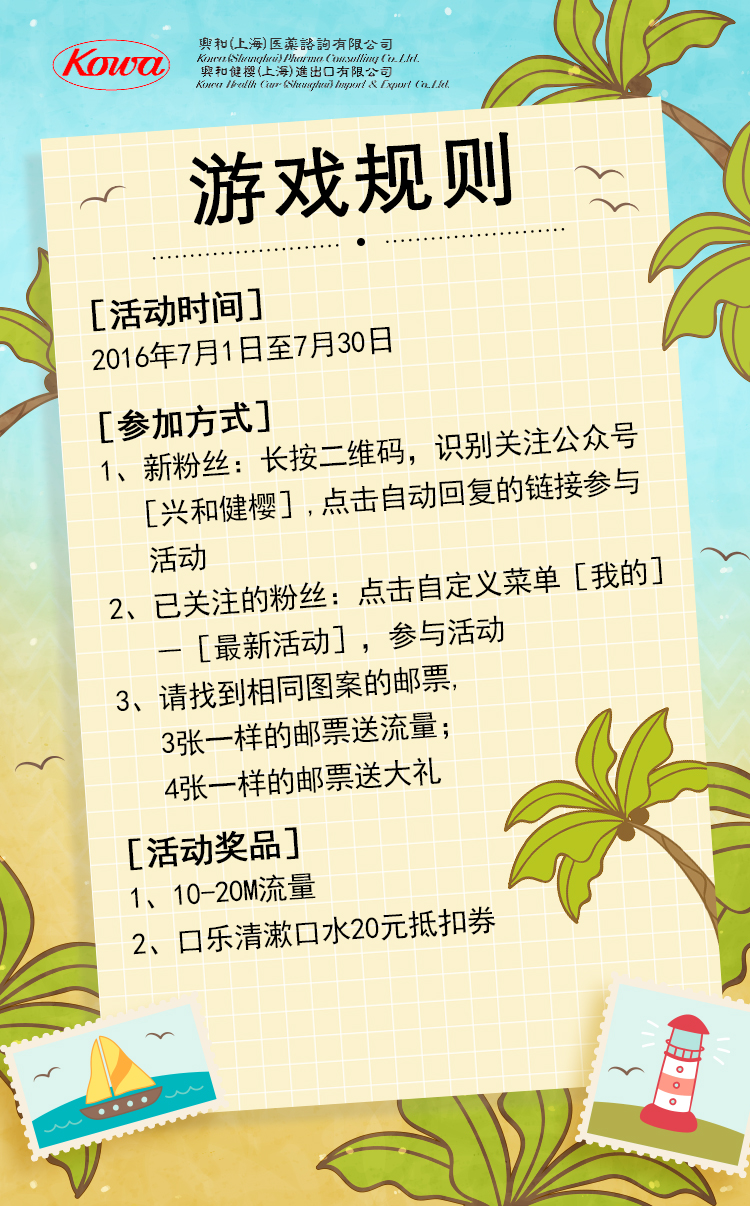 Kowa
興和(上海)医薬諮詢有限公司
Kowa (Shanghai) Pharma Consulting Co.,Ltd.
興和健櫻(上海)進出口有限公司
Kowa Health Care (Shanghai) Import & Export Co.,Ltd.
游戏规则
[活动时间]
2016年7月1日至7月30日
[参加方式]
1、新粉丝：长按二维码，识别关注公众号
[兴和健樱],点击自动回复的链接参与
活动
2、已关注的粉丝：点击自定义菜单[我的]
—[最新活动]，参与活动
3、请找到相同图案的邮票,
3张一样的邮票送流量；
4张一样的邮票送大礼
[活动奖品]
1、10-20M流量
2、口乐清漱口水20元抵扣券